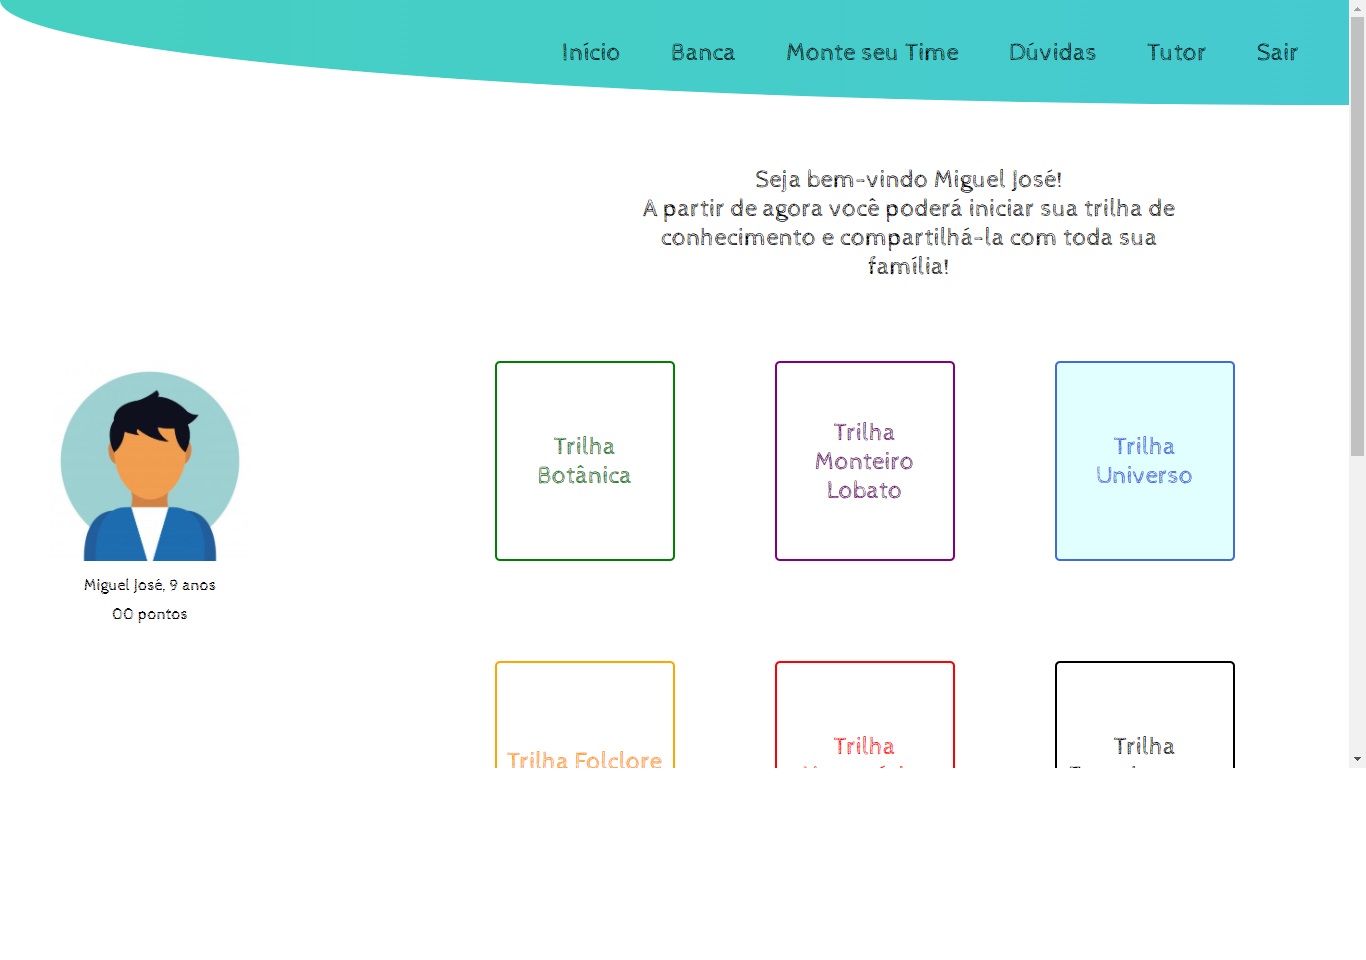 Início Banca Monte seu Time Dúvidas Tutor Sair
Seja bem-vindo Miguel José!
A partir de agora você poderá iniciar sua trilha de
conhecimento e compartilhá-la com toda sua
família!
Trilha
Botânica
Trilha
Monteiro
Lobato
Trilha
Universo
Miguel José, 9 anos
00 pontos
Trilha Folclore
Trilha
Trilha